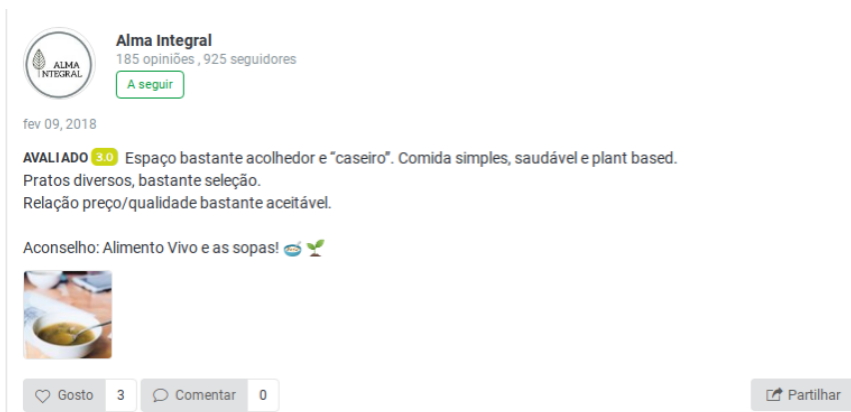 ALMA
INTEGRAL
Alma Integral
185 opiniões , 925 seguidores
A seguir
fev 09, 2018
AVALIADO 3.0 Espaço bastante acolhedor e “caseiro”. Comida simples, saudável e plant based.
Pratos diversos, bastante seleção.
Relação preço/qualidade bastante aceitável.
Aconselho: Alimento Vivo e as sopas! 🍲 🌱
Gosto 3 Comentar 0 Partilhar